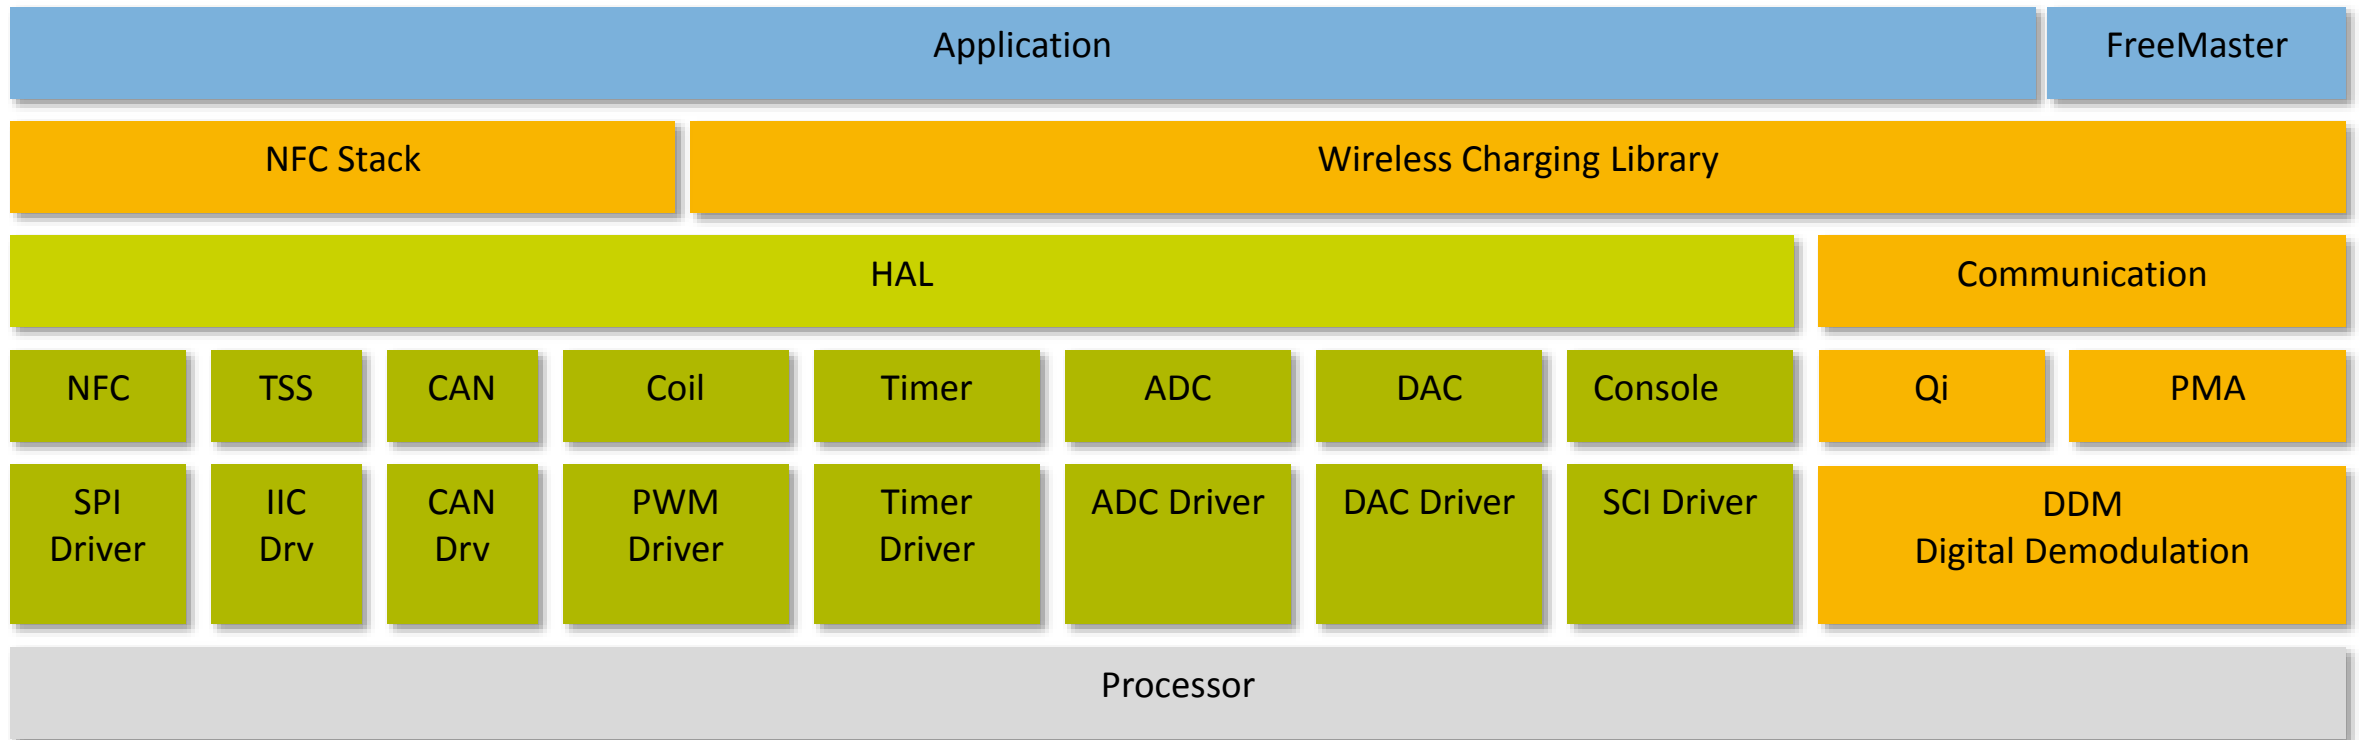 Application
FreeMaster
NFC Stack
Wireless Charging Library
HAL
Communication
NFC
TSS
CAN
Coil
Timer
ADC
DAC
Console
Qi
PMA
SPI
Driver
IIC
Drv
CAN
Drv
PWM
Driver
Timer
Driver
ADC Driver
DAC Driver
SCI Driver
DDM
Digital Demodulation
Processor